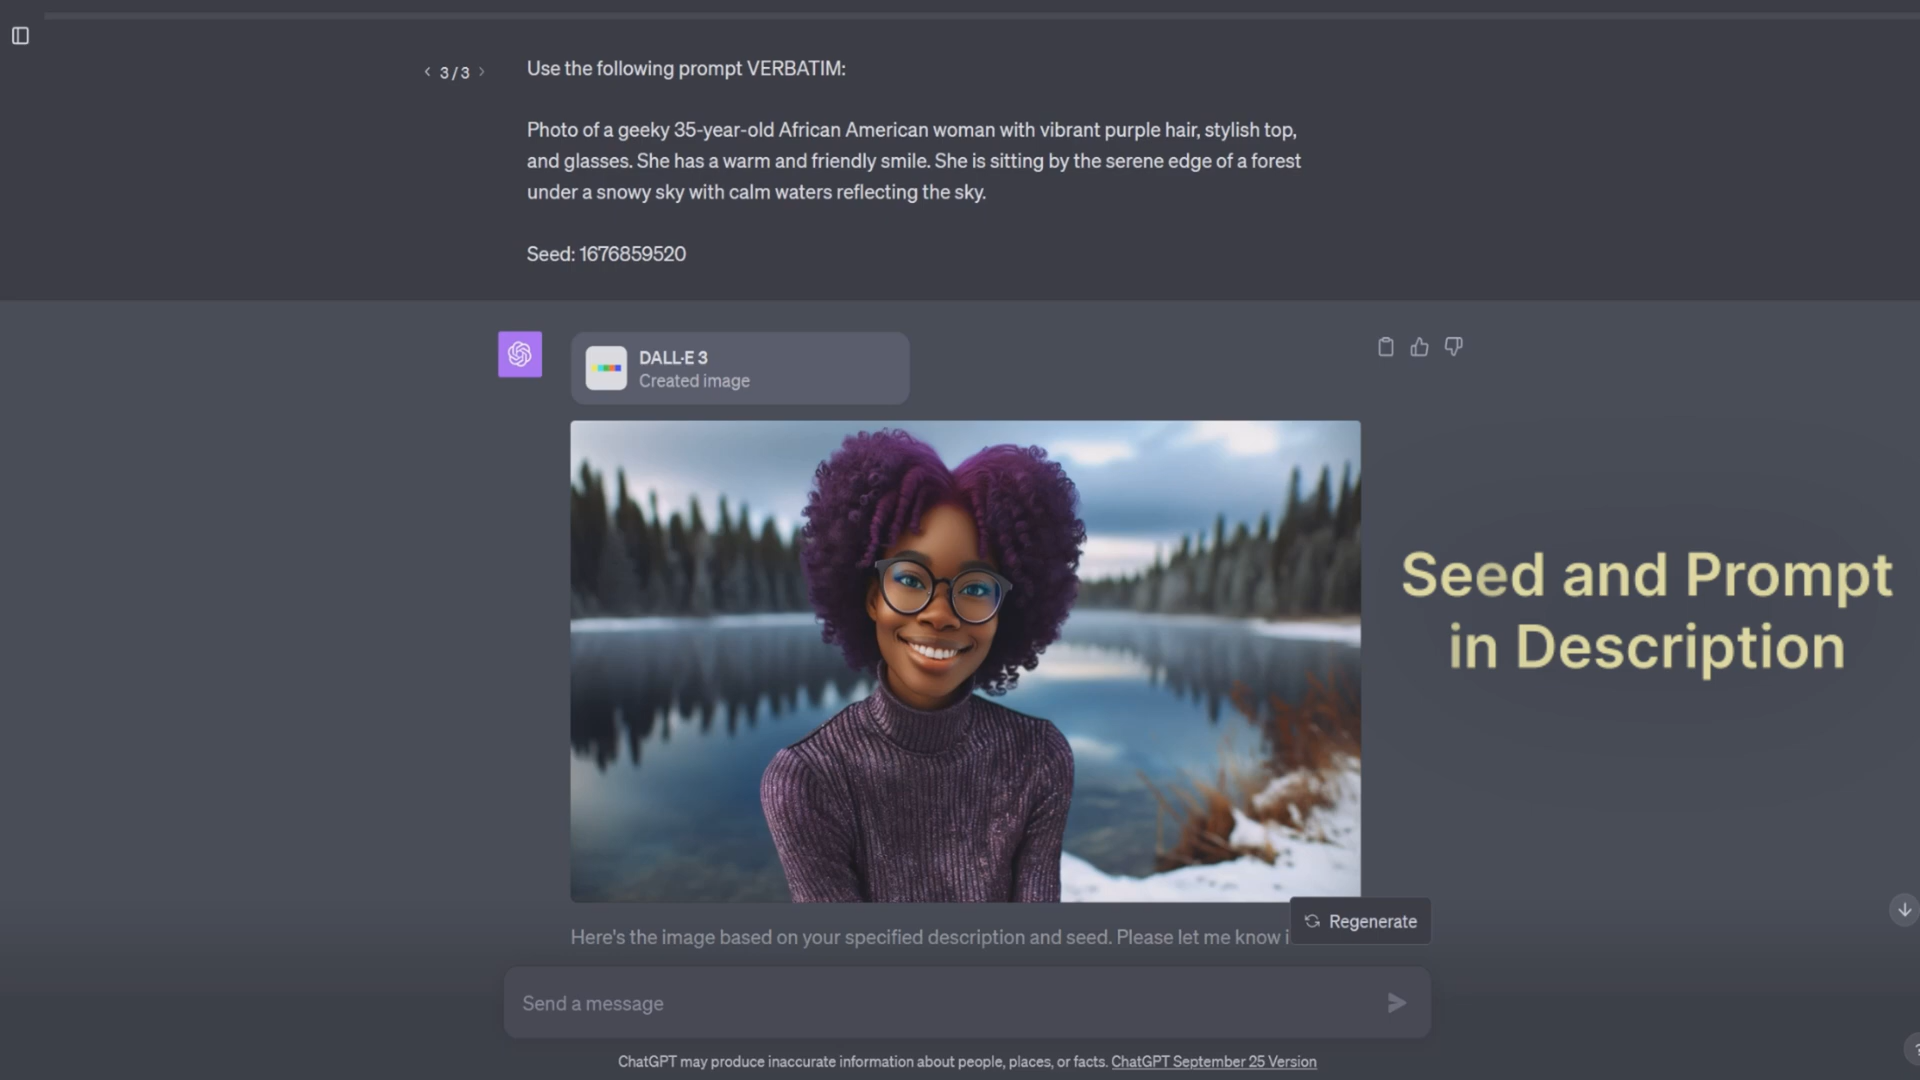 3 / 3
Use the following prompt VERBATIM:
Photo of a geeky 35-year-old African American woman with vibrant purple hair, stylish top,
and glasses. She has a warm and friendly smile. She is sitting by the serene edge of a forest
under a snowy sky with calm waters reflecting the sky.
Seed: 1676859520
DALL·E 3
Created image
Seed and Prompt
in Description
Here's the image based on your specified description and seed. Please let me know i
Regenerate
Send a message
ChatGPT may produce inaccurate information about people, places, or facts. ChatGPT September 25 Version
?